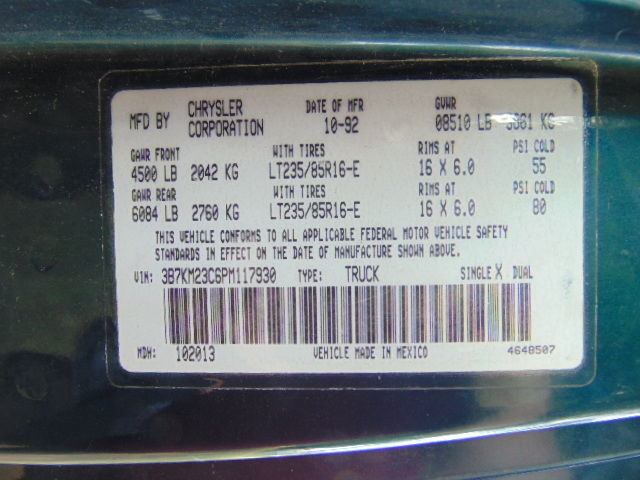 MFD BY CHRYSLER CORPORATION DATE OF MFR 10-92 GVWR 08510 LB 3861 KG
GAWR FRONT WITH TIRES RIMS AT PSI COLD
4500 LB 2042 KG LT235/85R16-E 16 X 6.0 55
GAWR REAR WITH TIRES RIMS AT PSI COLD
6084 LB 2760 KG LT235/85R16-E 16 X 6.0 80
THIS VEHICLE CONFORMS TO ALL APPLICABLE FEDERAL MOTOR VEHICLE SAFETY
STANDARDS IN EFFECT ON THE DATE OF MANUFACTURE SHOWN ABOVE.
VIN: 3B7KM23C6PM117930 TYPE: TRUCK SINGLE X DUAL
MDH: 102013 VEHICLE MADE IN MEXICO 4648507